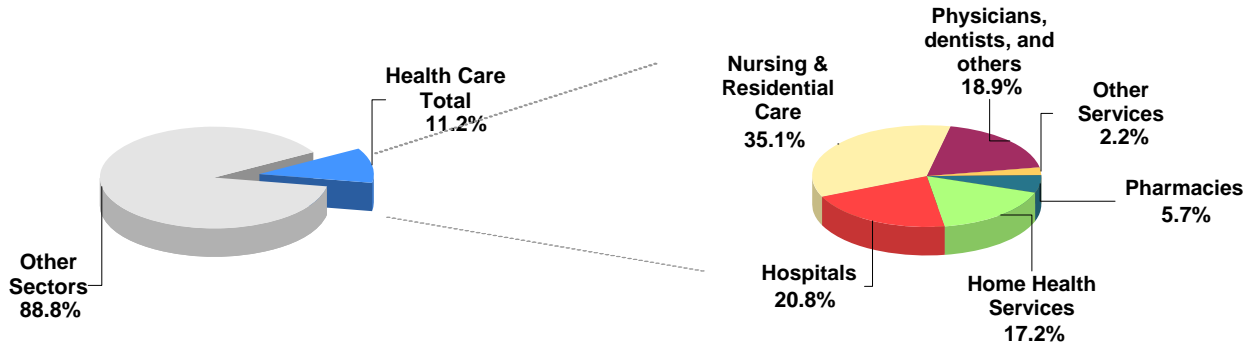 Health Care
Total
11.2%
Other
Sectors
88.8%
Nursing &
Residential
Care
35.1%
Physicians,
dentists, and
others
18.9%
Other
Services
2.2%
Pharmacies
5.7%
Home Health
Services
17.2%
Hospitals
20.8%